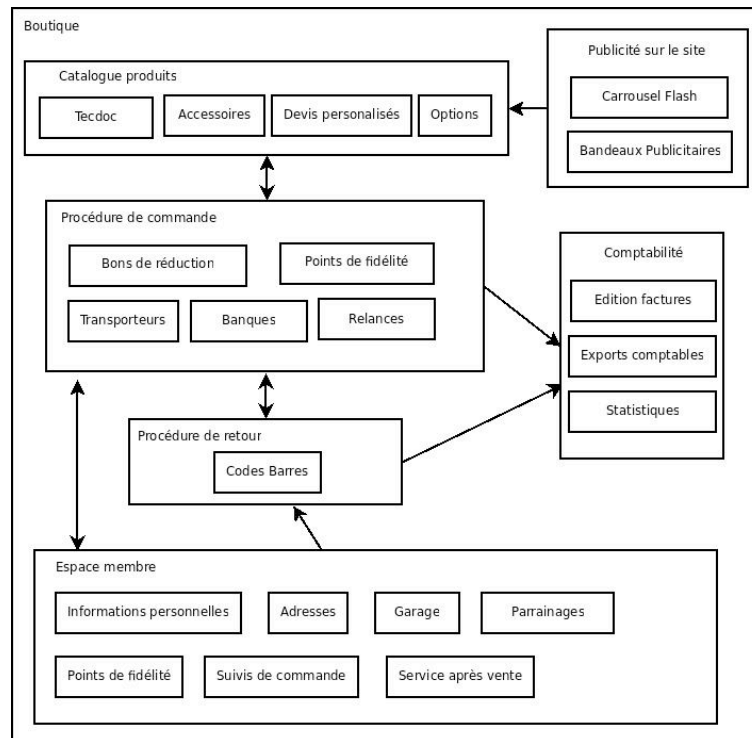 Boutique
Publicité sur le site
Catalogue produits
Tecdoc
Accessoires
Devis personalisés
Options
Carrousel Flash
Bandeaux Publicitaires
Procédure de commande
Bons de réduction
Points de fidélité
Transporteurs
Banques
Relances
Comptabilité
Edition factures
Exports comptables
Statistiques
Procédure de retour
Codes Barres
Espace membre
Informations personnelles
Adresses
Garage
Parrainages
Points de fidélité
Suivis de commande
Service après vente